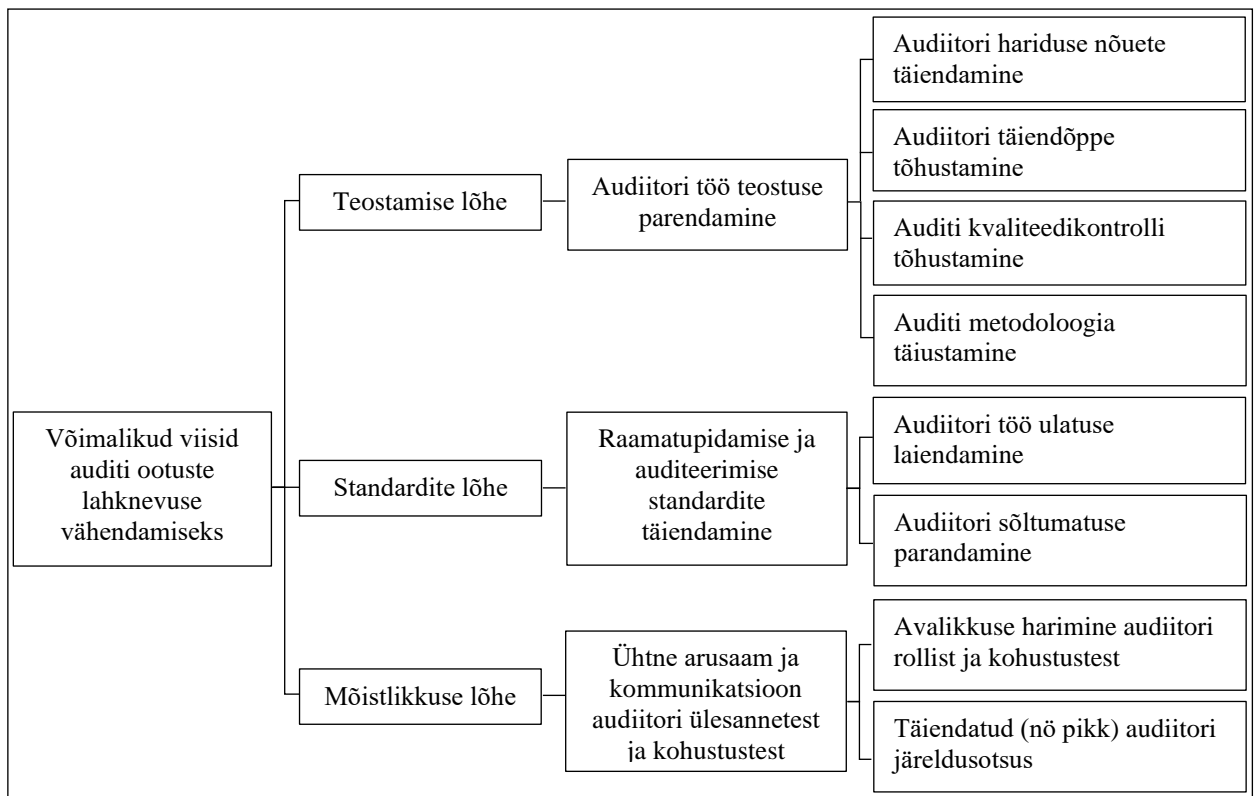 Võimalikud viisid
auditi ootuste
lahknevuse
vähendamiseks
Teostamise lõhe
Audiitori töö teostuse
parendamine
Audiitori hariduse nõuete
täiendamine
Audiitori täiendõppe
tõhustamine
Auditi kvaliteedikontrolli
tõhustamine
Auditi metodoloogia
täiustamine
Standardite lõhe
Raamatupidamise ja
auditeerimise
standardite
täiendamine
Audiitori töö ulatuse
laiendamine
Audiitori sõltumatuse
parandamine
Mõistlikkuse lõhe
Ühtne arusaam ja
kommunikatsioon
audiitori ülesannetest
ja kohustustest
Avalikkuse harimine audiitori
rollist ja kohustustest
Täiendatud (nö pikk) audiitori
järeldusotsus